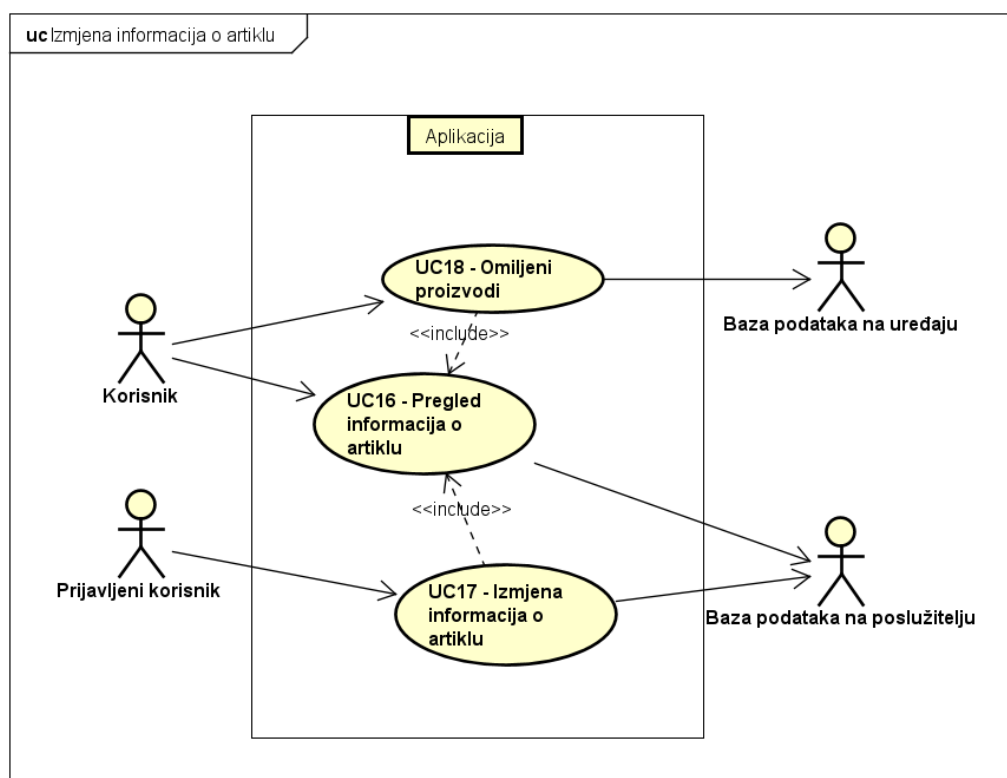 uc Izmjena informacija o artiklu
Aplikacija
UC18 - Omiljeni
proizvodi
Baza podataka na uređaju
<<include>>
Korisnik
UC16 - Pregled
informacija o
artiklu
<<include>>
Prijavljeni korisnik
UC17 - Izmjena
informacija o
artiklu
Baza podataka na poslužitelju